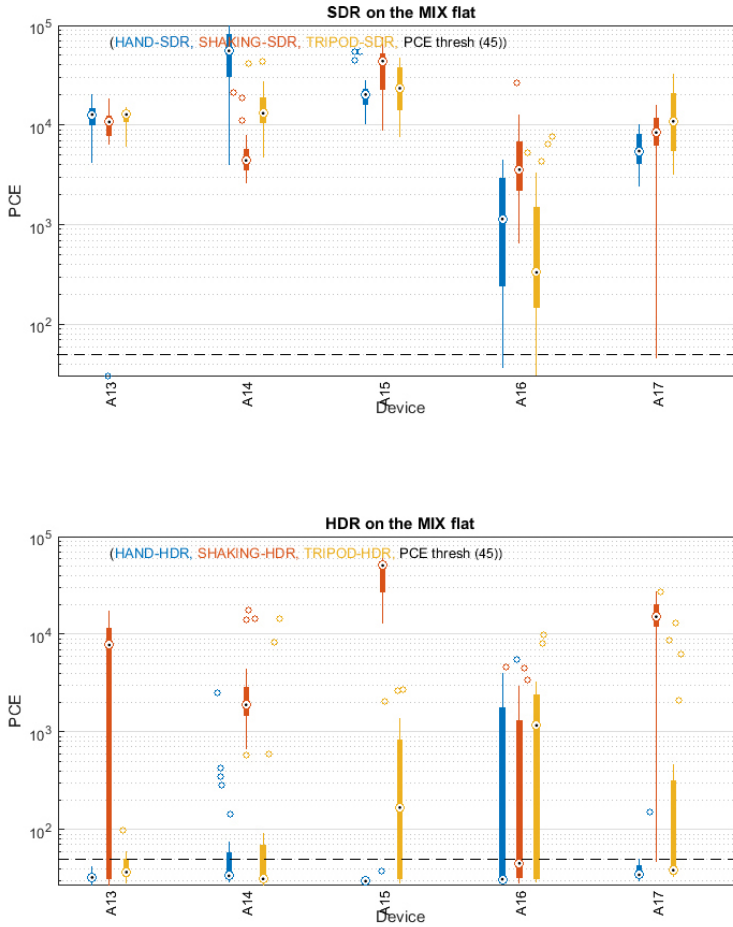 SDR on the MIX flat
(HAND-SDR, SHAKING-SDR, TRIPOD-SDR, PCE thresh (45))
10^5
10^4
10^3
10^2
PCE
A13
A14
A15
A16
A17
Device
HDR on the MIX flat
(HAND-HDR, SHAKING-HDR, TRIPOD-HDR, PCE thresh (45))
10^5
10^4
10^3
10^2
PCE
A13
A14
A15
A16
A17
Device